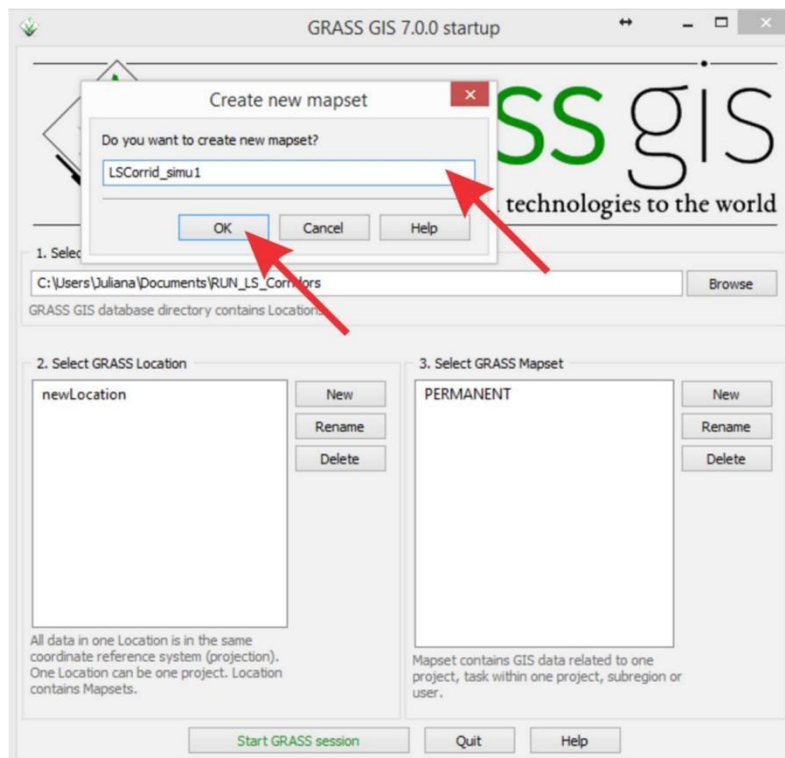 GRASS GIS 7.0.0 startup
Create new mapset
Do you want to create new mapset?
LSCorrid_simu1
OK
Cancel
Help
SS gIS
technologies to the world
1. Selec
C:\Users\Juliana\Documents\RUN_LS_Corridors
Browse
GRASS GIS database directory contains Locations
2. Select GRASS Location
newLocation
New
Rename
Delete
All data in one Location is in the same
coordinate reference system (projection).
One Location can be one project. Location
contains Mapsets.
3. Select GRASS Mapset
PERMANENT
New
Rename
Delete
Mapset contains GIS data related to one
project, task within one project, subregion or
user.
Start GRASS session
Quit
Help